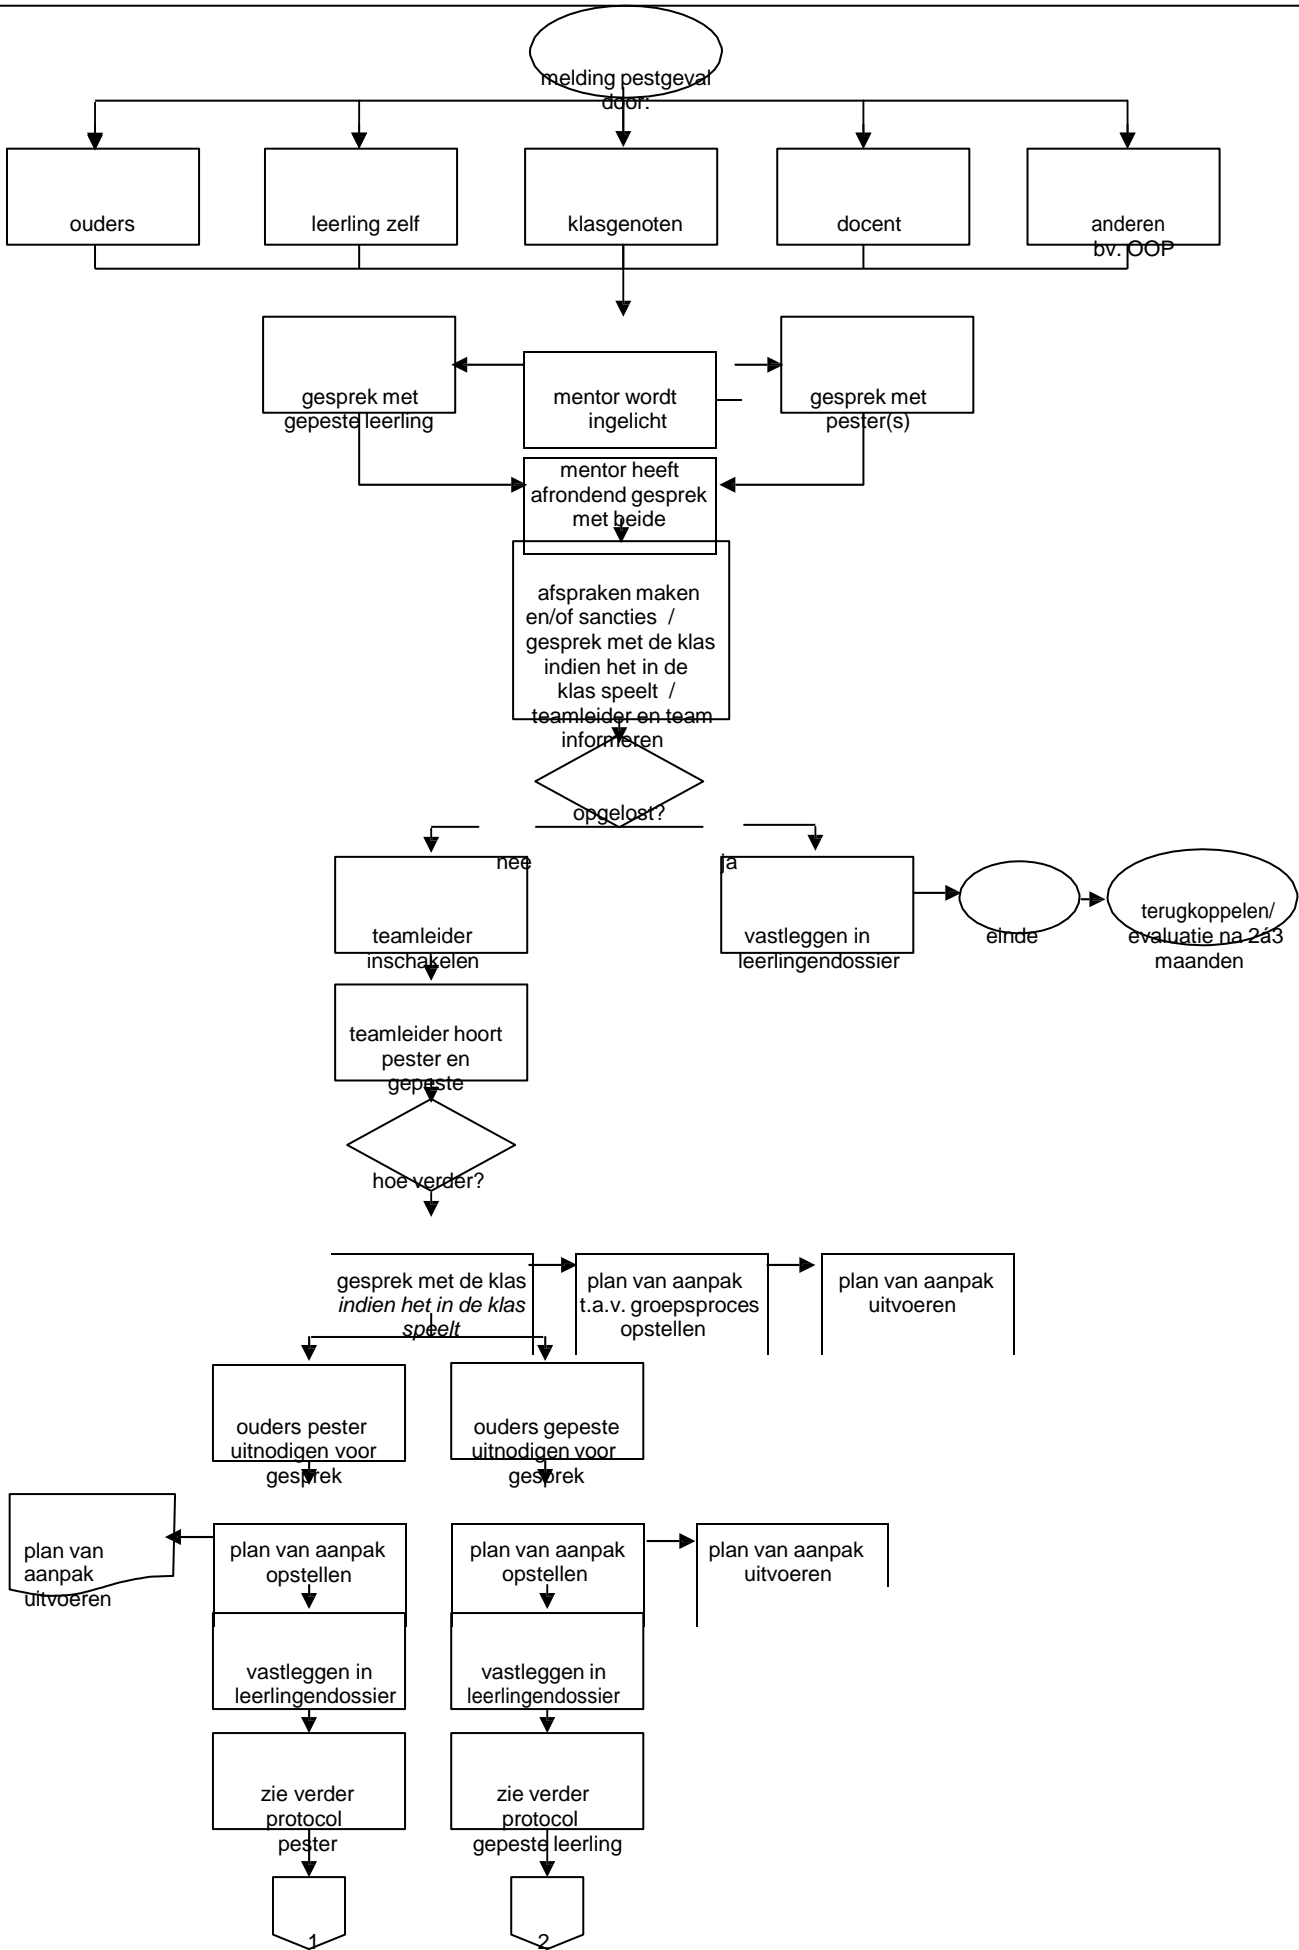 melding pestgeval
door:
ouders
leerling zelf
klasgenoten
docent
anderen
bv. OOP
gesprek met
gepeste leerling
mentor wordt
ingelicht
gesprek met
pester(s)
mentor heeft
afrondend gesprek
met beide
afspraken maken
en/of sancties /
gesprek met de klas
indien het in de
klas speelt /
teamleider en team
informeren
opgelost?
nee
ja
teamleider
inschakelen
vastleggen in
leerlingendossier
einde
terugkoppelen/
evaluatie na 2á3
maanden
teamleider hoort
pester en
gepeste
hoe verder?
gesprek met de klas
indien het in de klas
speelt
plan van aanpak
t.a.v. groepsproces
opstellen
plan van aanpak
uitvoeren
ouders pester
uitnodigen voor
gesprek
ouders gepeste
uitnodigen voor
gesprek
plan van
aanpak
uitvoeren
plan van aanpak
opstellen
plan van aanpak
opstellen
plan van aanpak
uitvoeren
vastleggen in
leerlingendossier
vastleggen in
leerlingendossier
zie verder
protocol
pester
zie verder
protocol
gepeste leerling
1
2